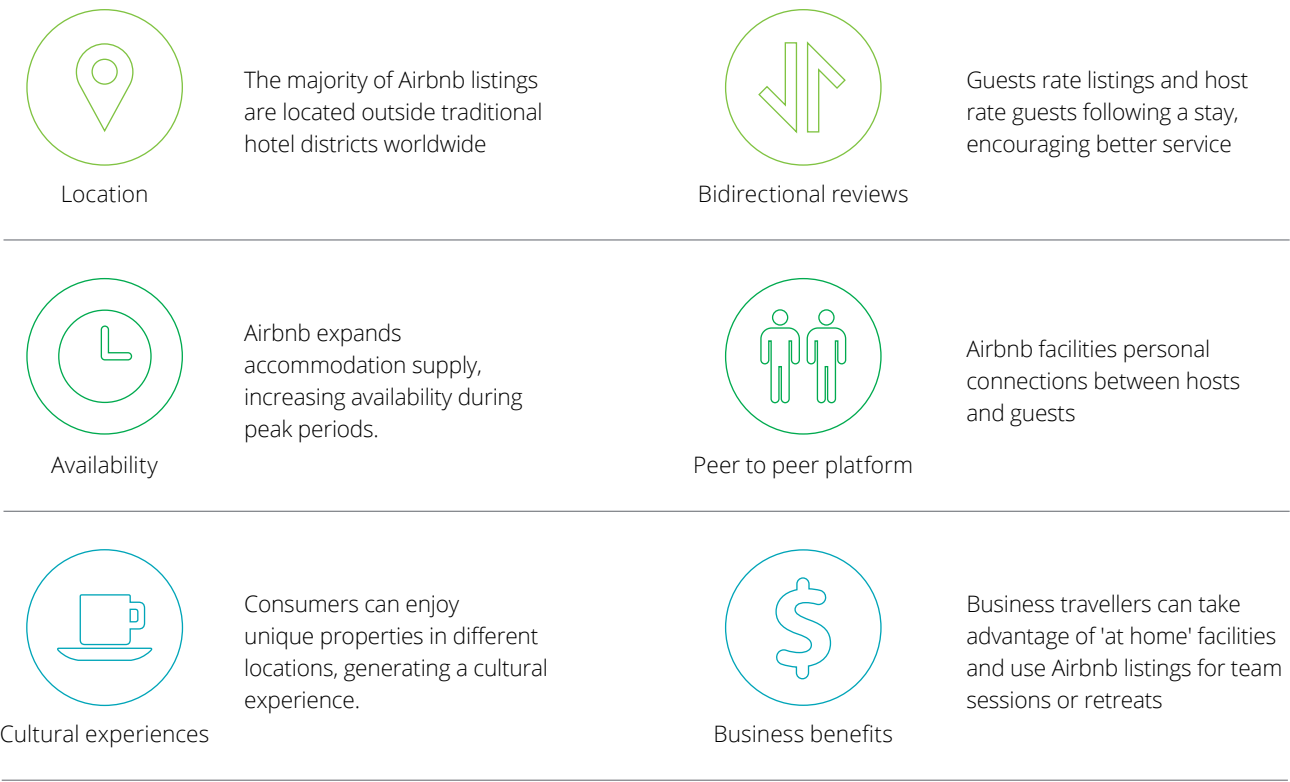 The majority of Airbnb listings
are located outside traditional
hotel districts worldwide
Location
Guests rate listings and host
rate guests following a stay,
encouraging better service
Bidirectional reviews
Airbnb expands
accommodation supply,
increasing availability during
peak periods.
Availability
Airbnb facilities personal
connections between hosts
and guests
Peer to peer platform
Consumers can enjoy
unique properties in different
locations, generating a cultural
experience.
Cultural experiences
Business travellers can take
advantage of 'at home' facilities
and use Airbnb listings for team
sessions or retreats
Business benefits